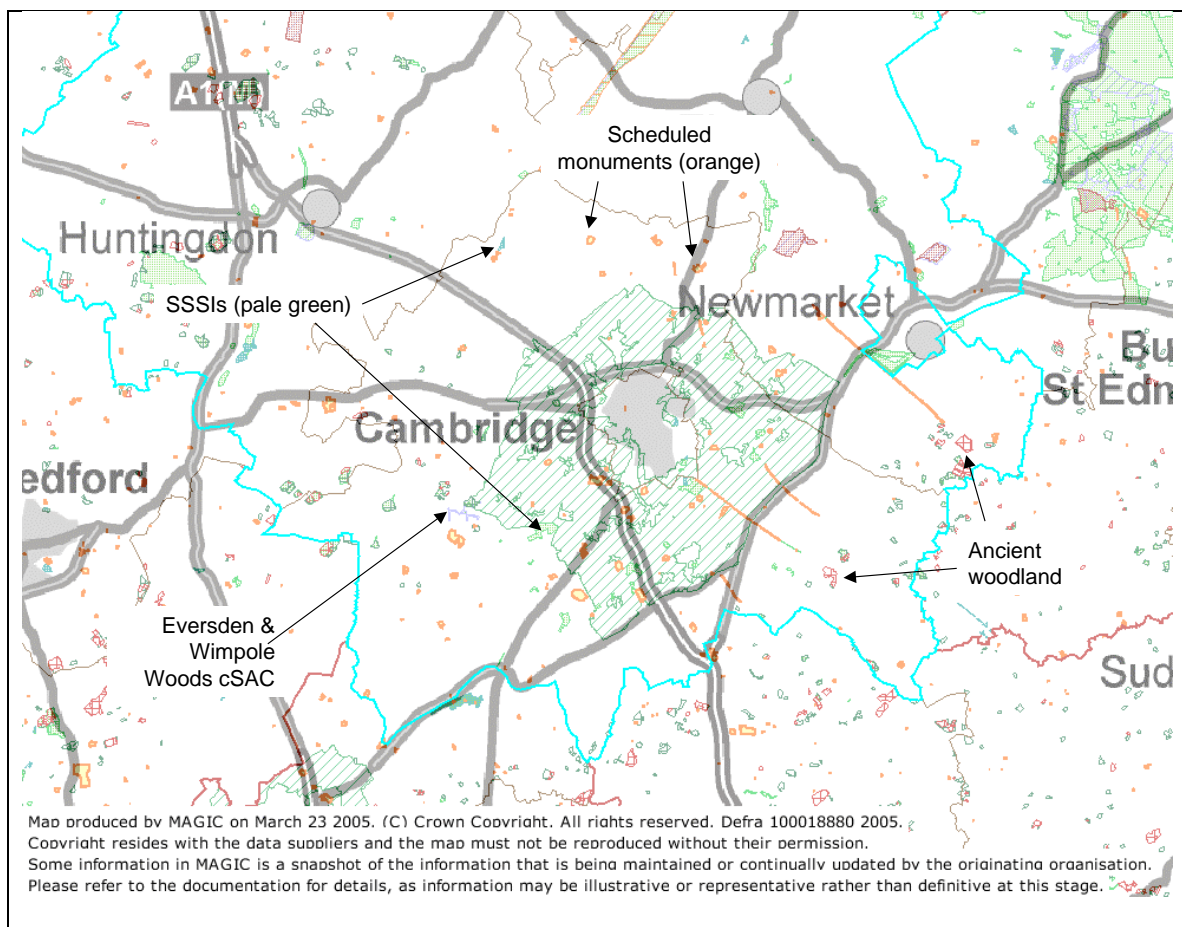 A1(M)
Scheduled
monuments (orange)
Huntingdon
SSSIs (pale green)
Newmarket
Bu
St Edm
Cambridge
edford
Ancient
woodland
Eversden &
Wimpole
Woods cSAC
Sud
Map produced by MAGIC on March 23 2005. (C) Crown Copyright. All rights reserved. Defra 100018880 2005.
Copyright resides with the data suppliers and the map must not be reproduced without their permission.
Some information in MAGIC is a snapshot of the information that is being maintained or continually updated by the originating organisation.
Please refer to the documentation for details, as information may be illustrative or representative rather than definitive at this stage.